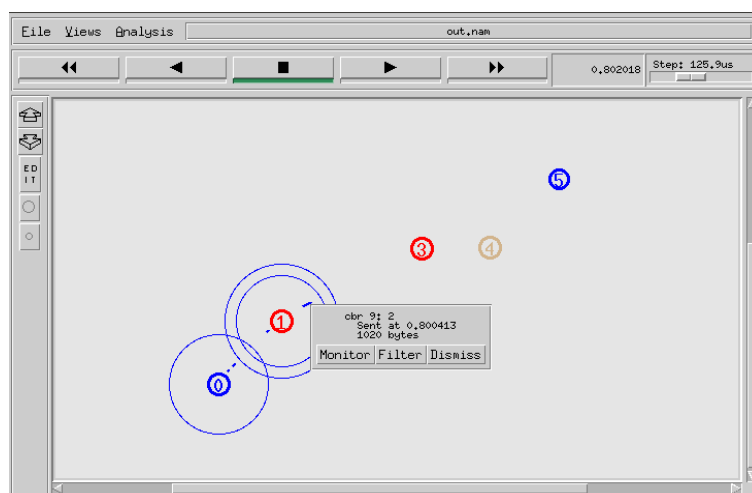 File Views Analysis out.nam
0.802018 Step: 125.9us
ED
IT
5
3 4
1
cbr 9: 2
Sent at 0.800413
1020 bytes
Monitor Filter Dismiss
0